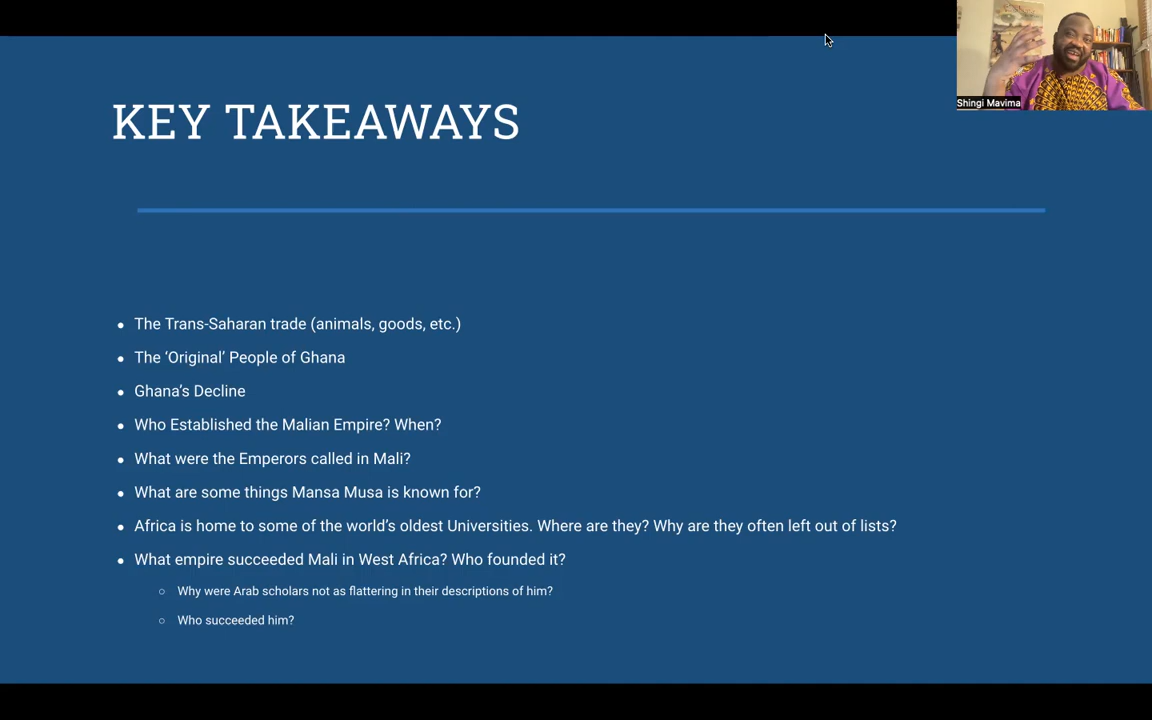 Shingi Mavima
KEY TAKEAWAYS
• The Trans-Saharan trade (animals, goods, etc.)
• The ‘Original’ People of Ghana
• Ghana’s Decline
• Who Established the Malian Empire? When?
• What were the Emperors called in Mali?
• What are some things Mansa Musa is known for?
• Africa is home to some of the world’s oldest Universities. Where are they? Why are they often left out of lists?
• What empire succeeded Mali in West Africa? Who founded it?
○ Why were Arab scholars not as flattering in their descriptions of him?
○ Who succeeded him?